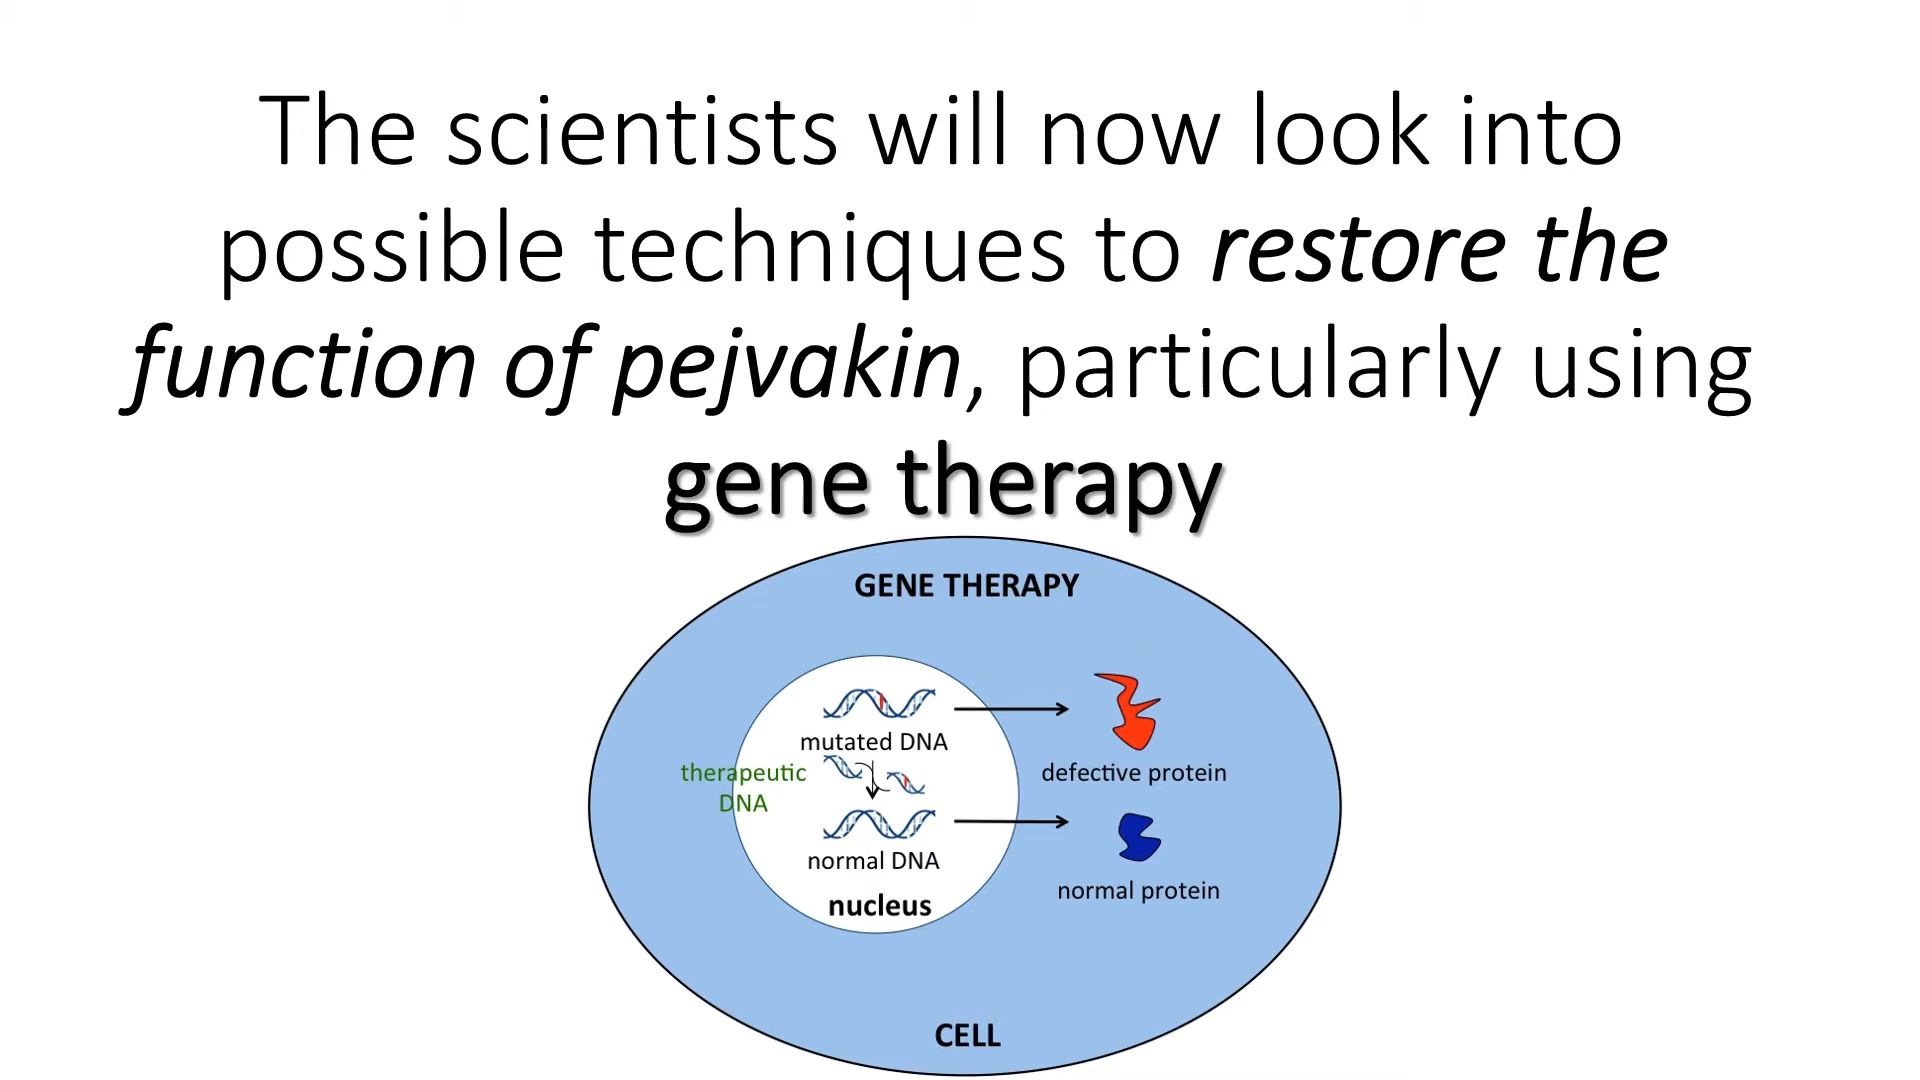 The scientists will now look into
possible techniques to restore the
function of pejvakin, particularly using
gene therapy
GENE THERAPY
mutated DNA
therapeutic
DNA
defective protein
normal DNA
normal protein
nucleus
CELL